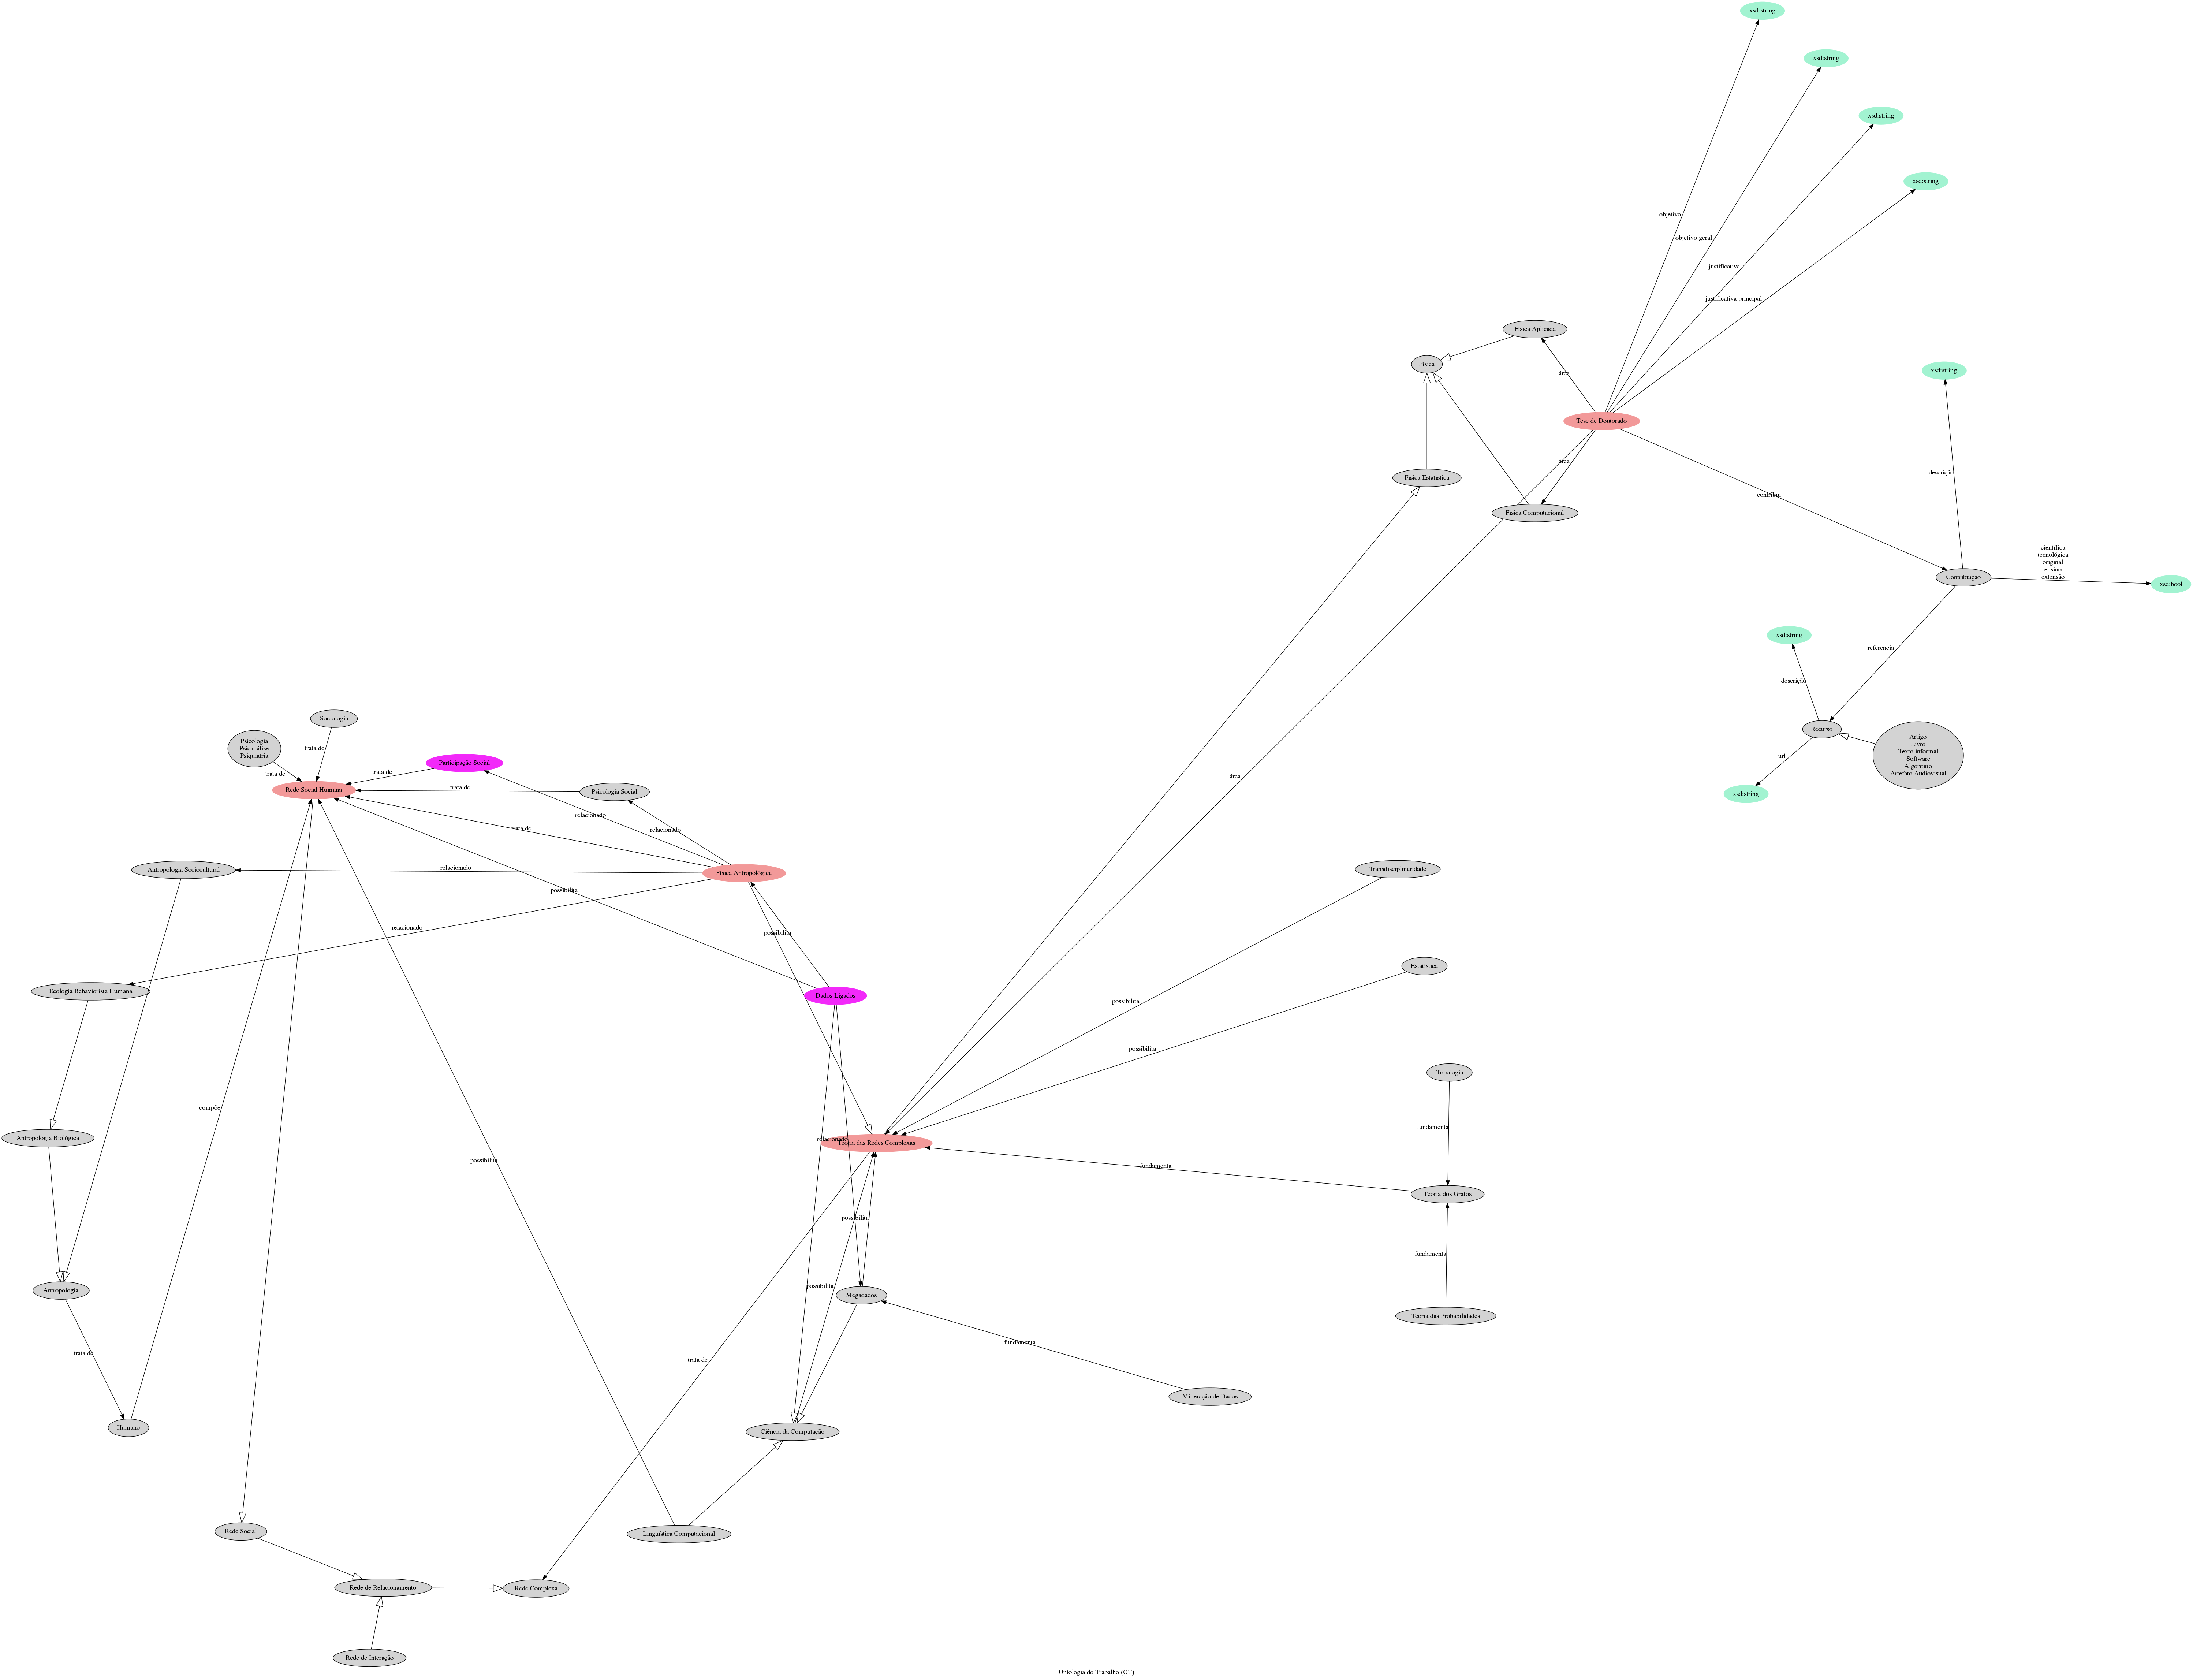 xsd:string
xsd:string
xsd:string
xsd:string
objetivo
objetivo geral
justificativa
justificativa principal
Física Aplicada
Física
área
xsd:string
Tese de Doutorado
área
descrição
Física Estatística
contribui
Física Computacional
científica
tecnológica
original
ensino
extensão
Contribuição
xsd:bool
xsd:string
referencia
descrição
Sociologia
Recurso
Artigo
Livro
Texto informal
Software
Algoritmo
Artefato Audiovisual
Psicologia
Psicanálise
Psiquiatria
trata de
url
Participação Social
trata de
trata de
área
trata de
Rede Social Humana
Psicologia Social
xsd:string
relacionado
trata de
relacionado
Antropologia Sociocultural
relacionado
Física Antropológica
Transdisciplinaridade
possibilita
relacionado
possibilita
Estatística
Ecologia Behaviorista Humana
Dados Ligados
possibilita
possibilita
Topologia
compõe
fundamenta
Antropologia Biológica
relacionado
Teoria das Redes Complexas
possibilita
fundamenta
Teoria dos Grafos
possibilita
fundamenta
possibilita
Antropologia
Megadados
Teoria das Probabilidades
fundamenta
trata de
trata de
Mineração de Dados
Humano
Ciência da Computação
Rede Social
Linguística Computacional
Rede de Relacionamento
Rede Complexa
Rede de Interação
Ontologia do Trabalho (OT)